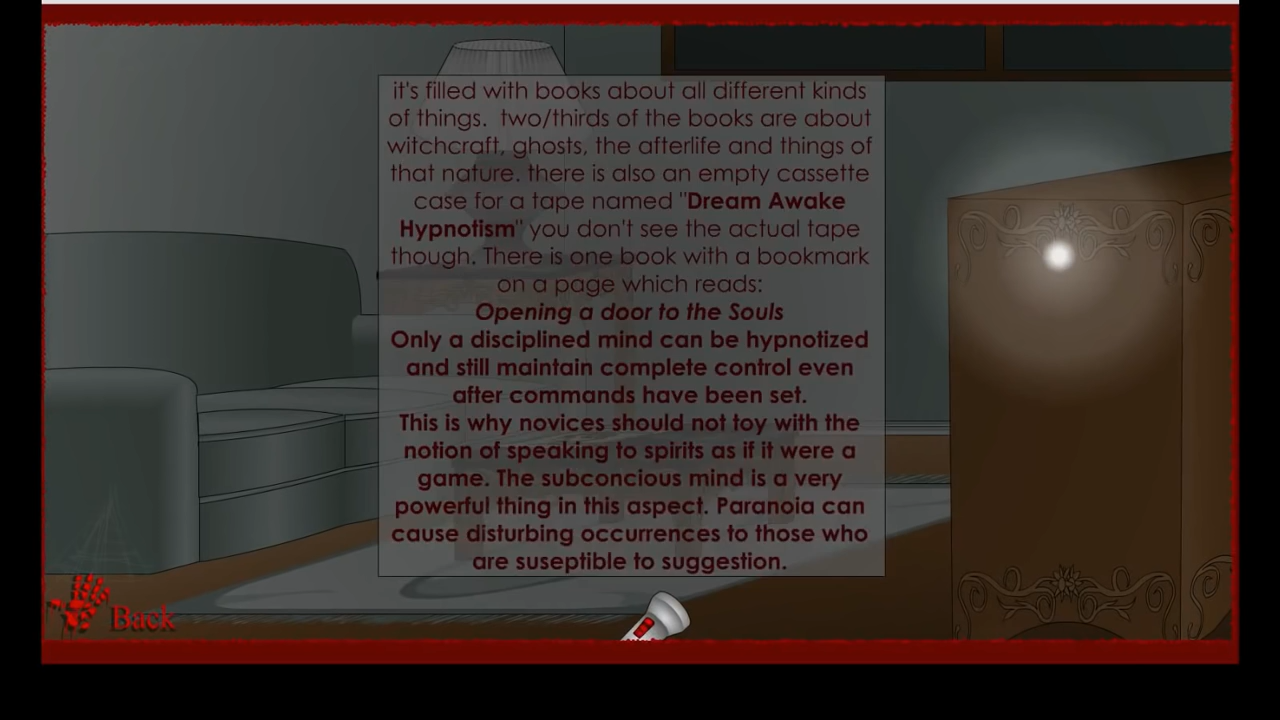 it's filled with books about all different kinds
of things.  two/thirds of the books are about
witchcraft, ghosts, the afterlife and things of
that nature. there is also an empty cassette
case for a tape named "Dream Awake
Hypnotism" you don't see the actual tape
though. There is one book with a bookmark
on a page which reads:
Opening a door to the Souls
Only a disciplined mind can be hypnotized
and still maintain complete control even
after commands have been set.
This is why novices should not toy with the
notion of speaking to spirits as if it were a
game. The subconcious mind is a very
powerful thing in this aspect. Paranoia can
cause disturbing occurrences to those who
are suseptible to suggestion.
Back